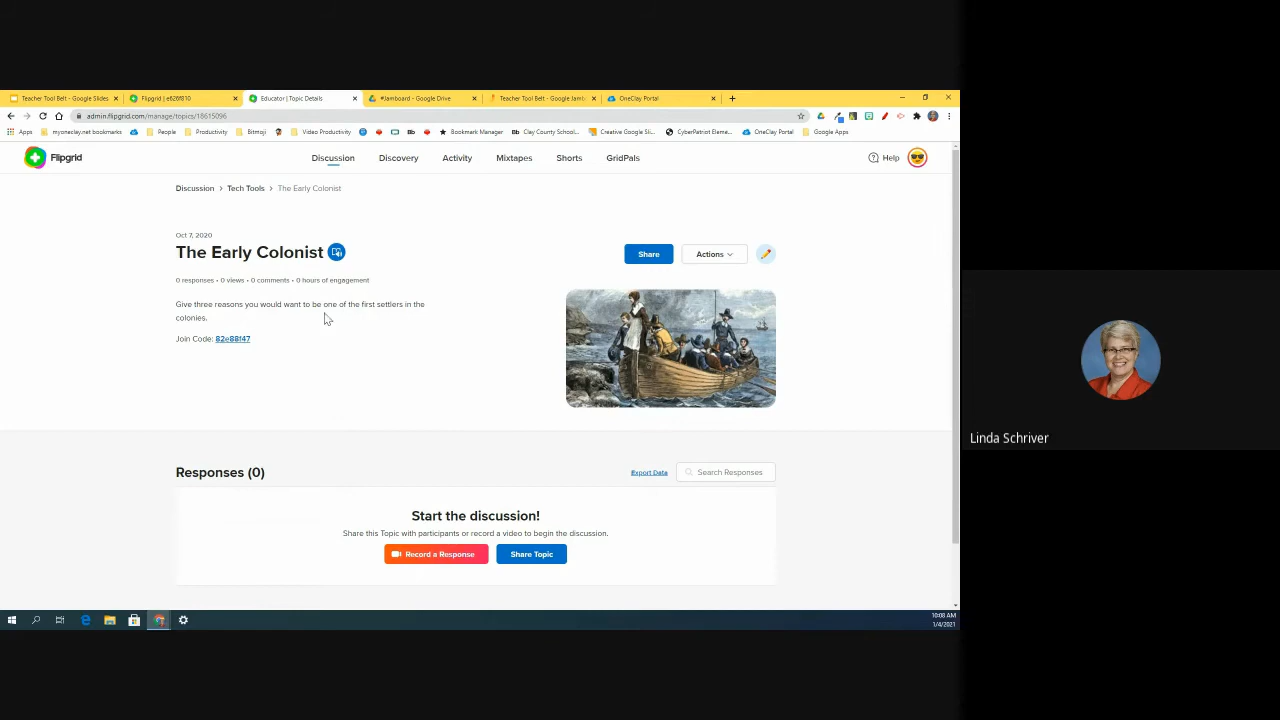 Teacher Tool Belt - Google Slides
Flipgrid | e626f810
Educator | Topic Details
#Jamboard - Google Drive
Teacher Tool Belt - Google Jamb
OneClay Portal
admin.flipgrid.com/manage/topics/18615096
Apps
myoneclay.net bookmarks
People
Productivity
Bitmoji
Video Productivity
Bookmark Manager
Bb Clay County School...
Creative Google Sli...
CyberPatriot Eleme...
OneClay Portal
Google Apps
Flipgrid
Discussion
Discovery
Activity
Mixtapes
Shorts
GridPals
Help
Discussion > Tech Tools > The Early Colonist
Oct 7, 2020
The Early Colonist
Share
Actions
0 responses • 0 views • 0 comments • 0 hours of engagement
Give three reasons you would want to be one of the first settlers in the
colonies.
Join Code: 82e88f47
Linda Schriver
Responses (0)
Export Data
Search Responses
Start the discussion!
Share this Topic with participants or record a video to begin the discussion.
Record a Response
Share Topic
10:08 AM
1/4/2021